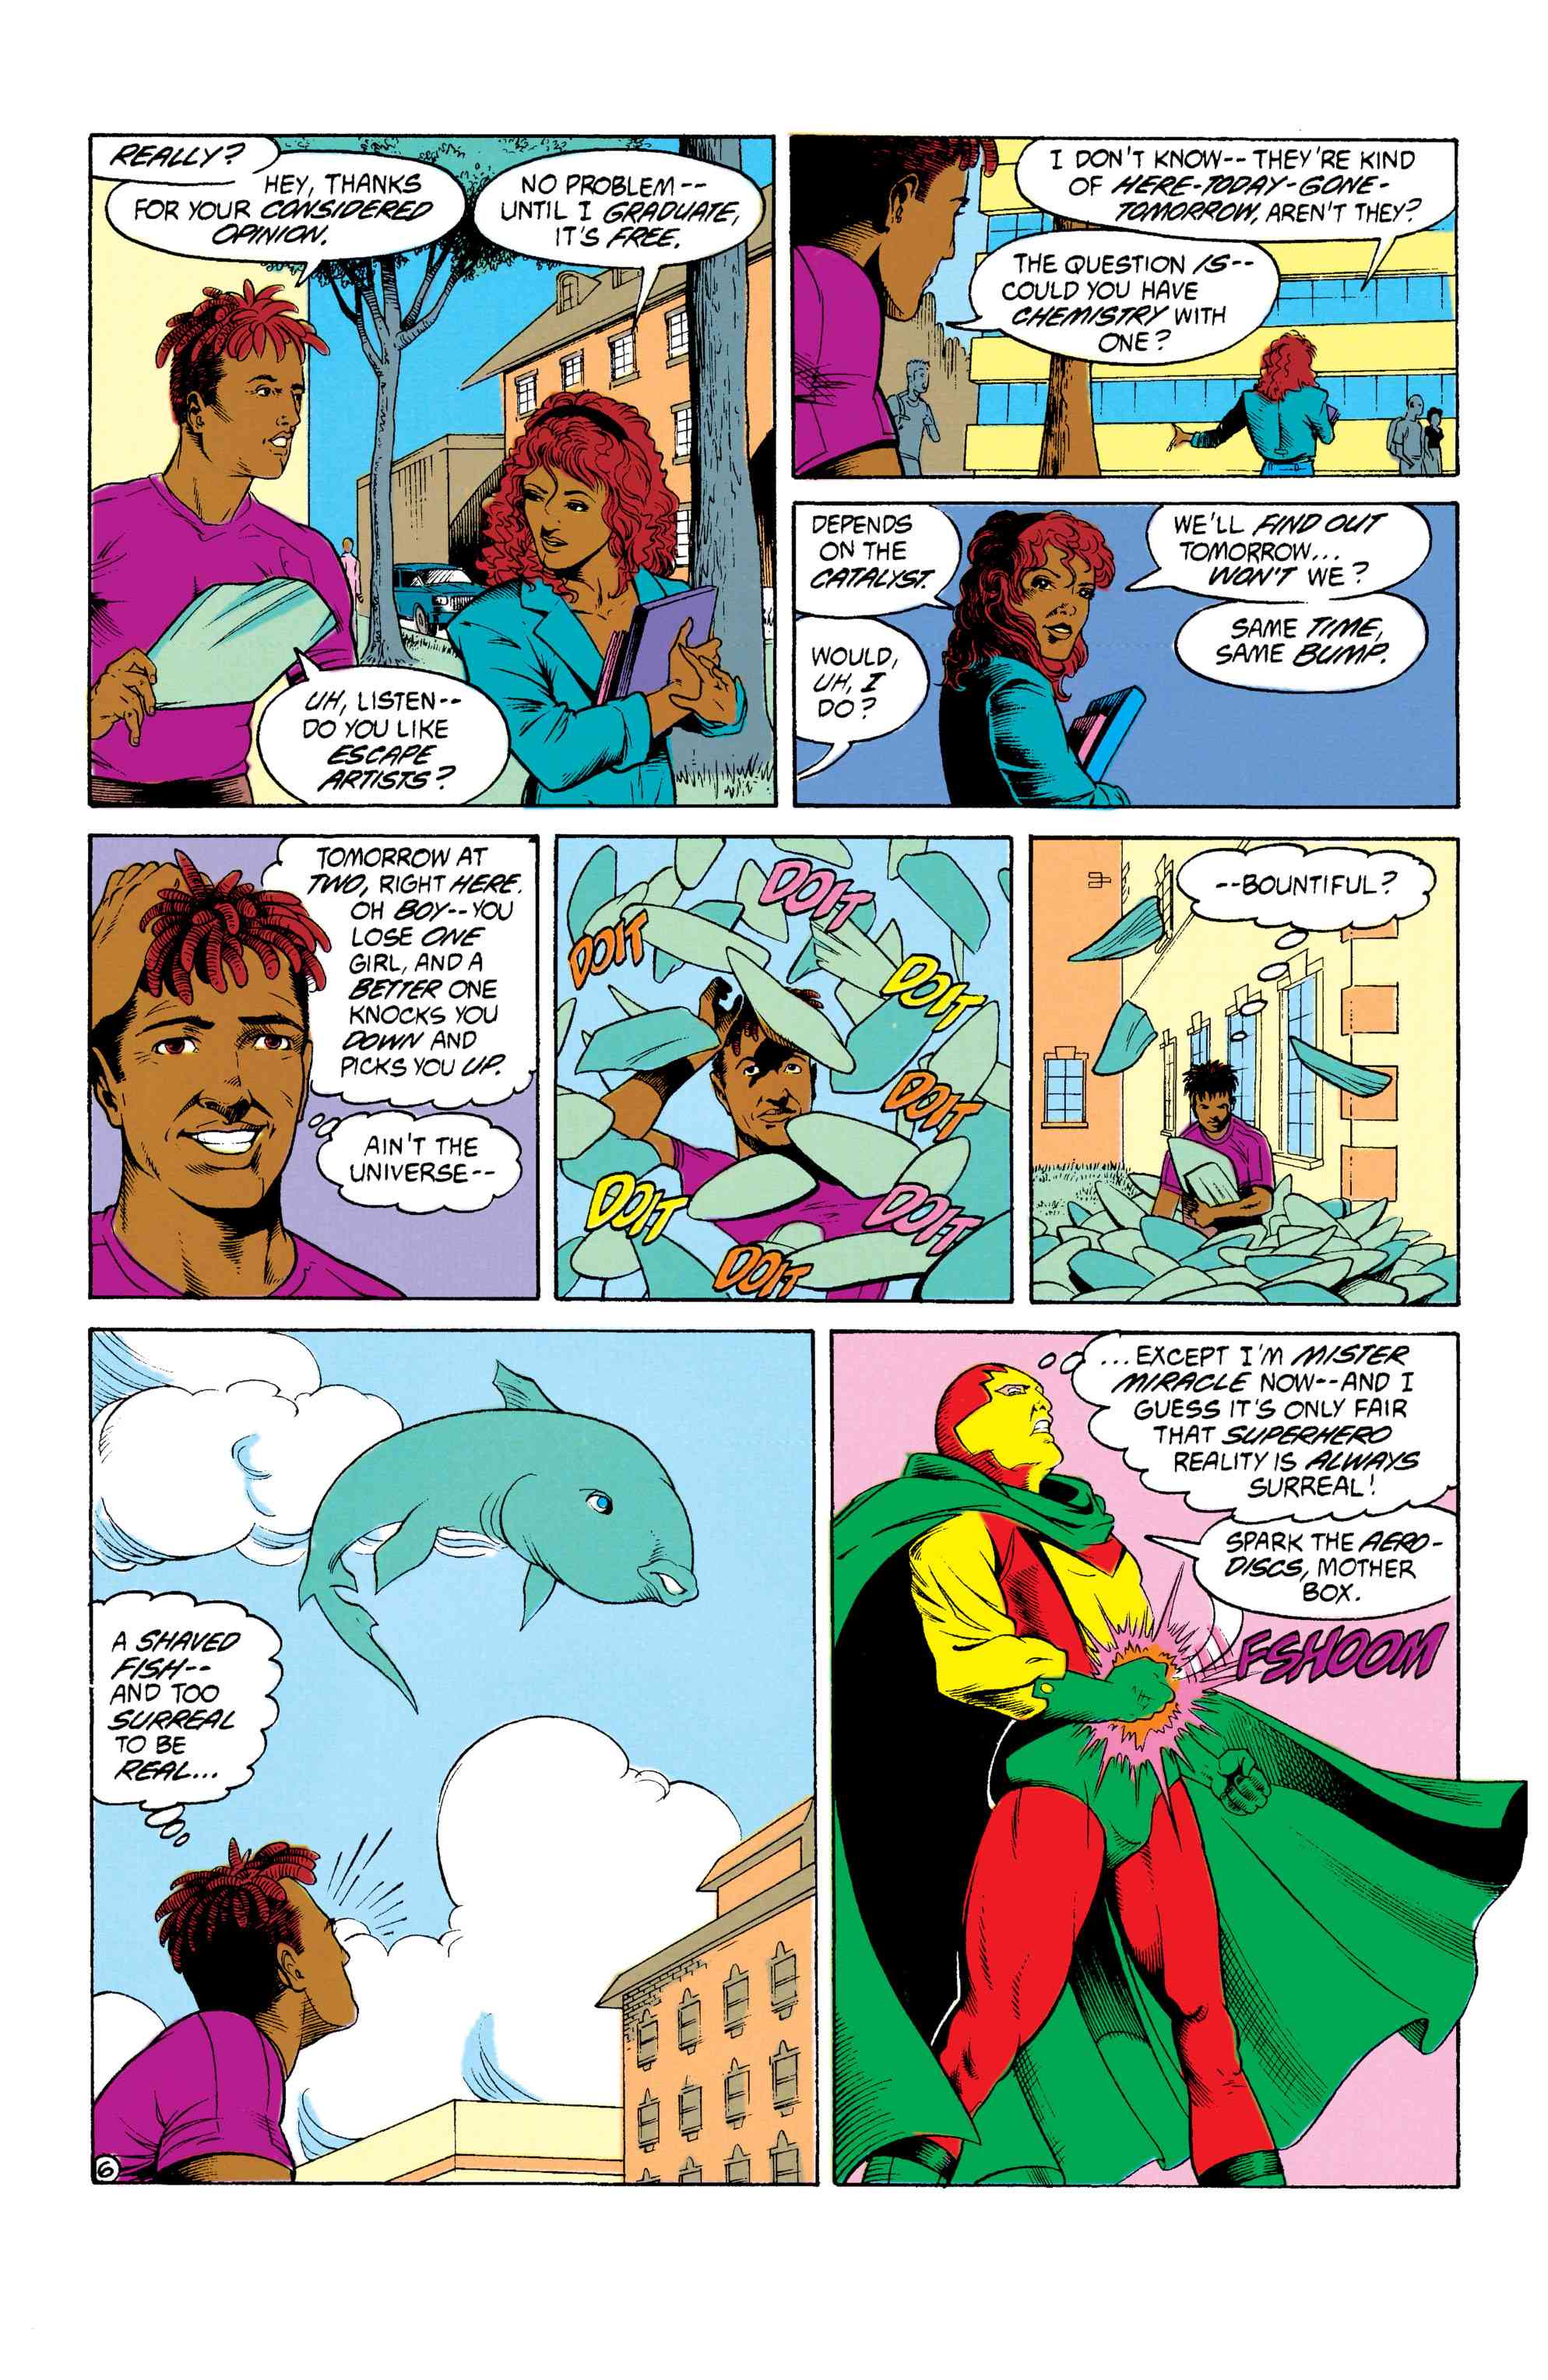 REALLY?
HEY, THANKS
FOR YOUR CONSIDERED
OPINION.
NO PROBLEM--
UNTIL I GRADUATE,
IT'S FREE.
UH, LISTEN--
DO YOU LIKE
ESCAPE
ARTISTS?
I DON'T KNOW-- THEY'RE KIND
OF HERE-TODAY-GONE-
TOMORROW, AREN'T THEY?
THE QUESTION IS--
COULD YOU HAVE
CHEMISTRY WITH
ONE?
DEPENDS
ON THE
CATALYST.
WOULD,
UH, I
DO?
WE'LL FIND OUT
TOMORROW...
WON'T WE?
SAME TIME,
SAME BUMP.
TOMORROW AT
TWO, RIGHT HERE.
OH BOY--YOU
LOSE ONE
GIRL, AND A
BETTER ONE
KNOCKS YOU
DOWN AND
PICKS YOU UP.
AIN'T THE
UNIVERSE--
DOIT
DOIT
DOIT
DOIT
DOIT
DOIT
DOIT
--BOUNTIFUL?
A SHAVED
FISH--
AND TOO
SURREAL
TO BE
REAL...
...EXCEPT I'M MISTER
MIRACLE NOW--AND I
GUESS IT'S ONLY FAIR
THAT SUPERHERO
REALITY IS ALWAYS
SURREAL!
SPARK THE AERO-
DISCS, MOTHER
BOX.
FSHOOM
6